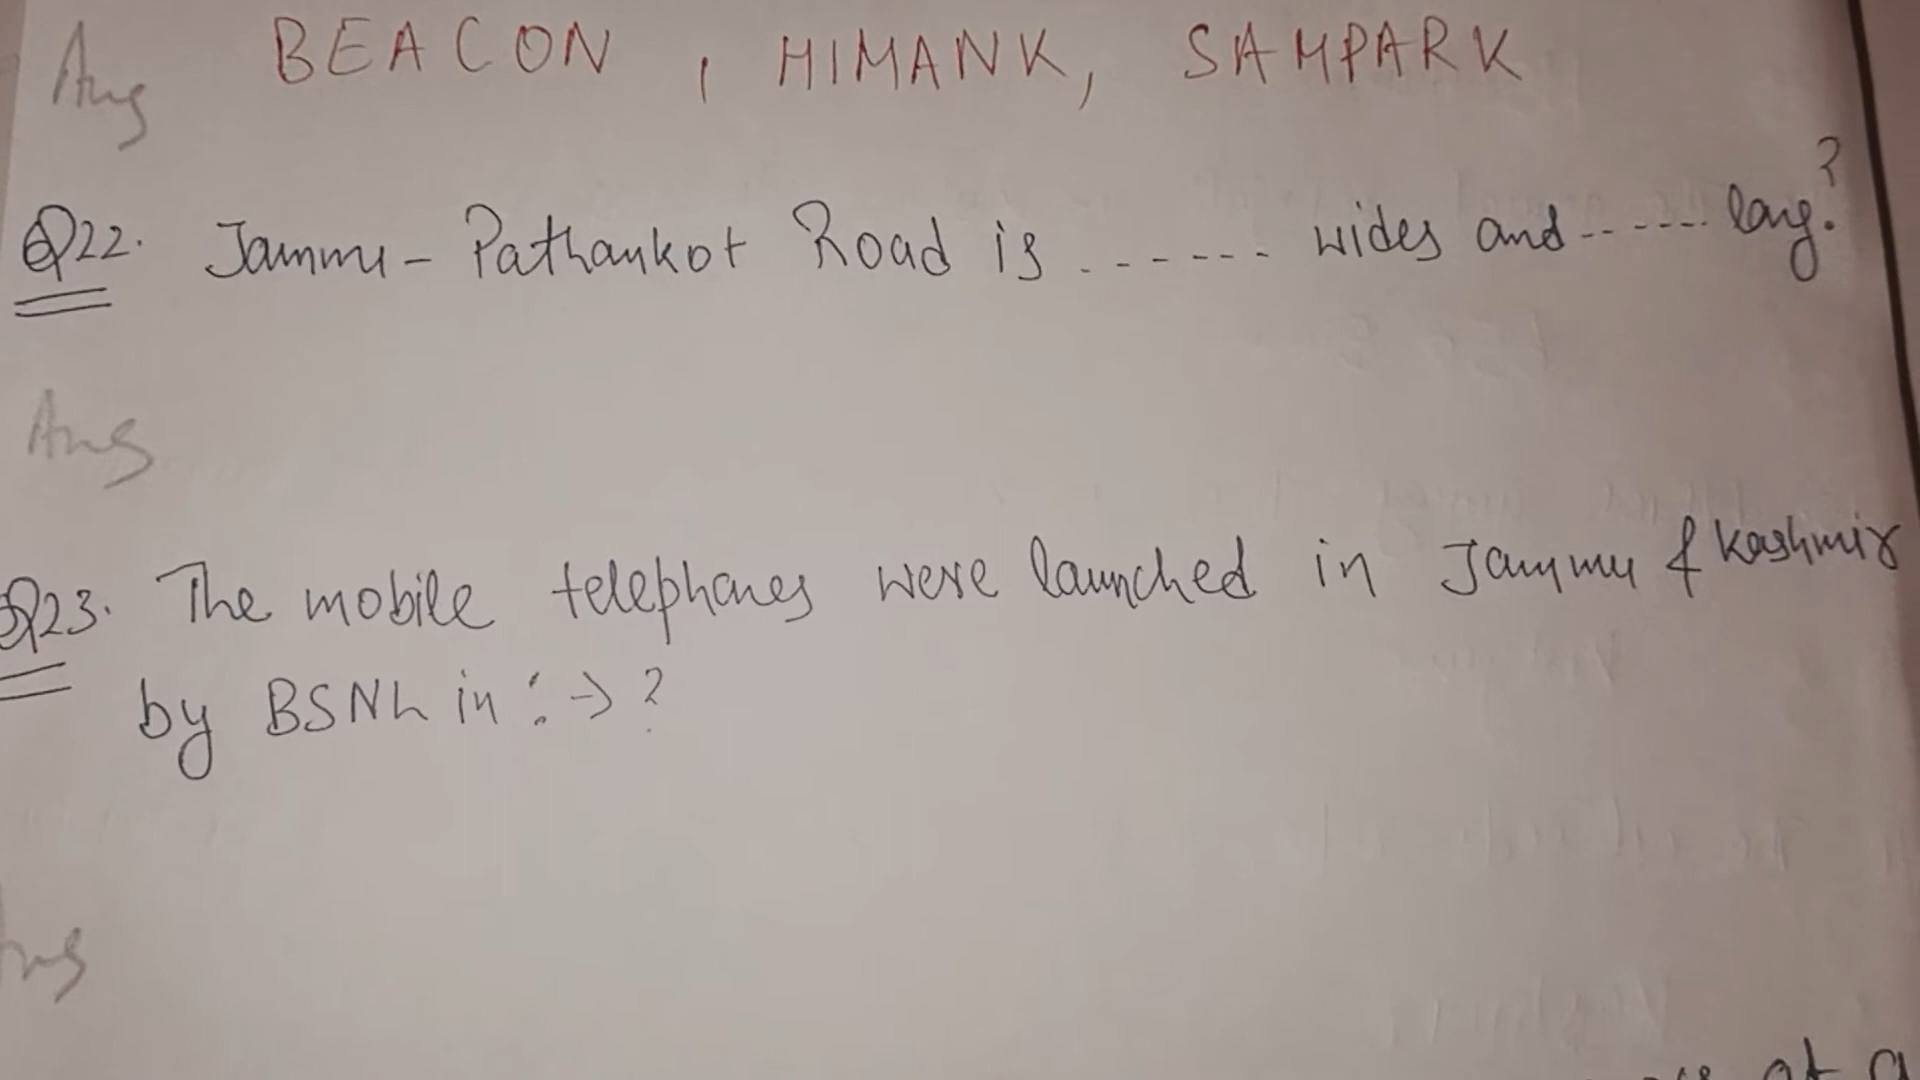 Ans BEACON, HIMANK, SAMPARK
Q22. Jammu - Pathankot Road is ------- wides and ------ long.?
Ans
Q23. The mobile telephones were launched in Jammu & Kashmir
by BSNL in :-> ?
Ans
at a